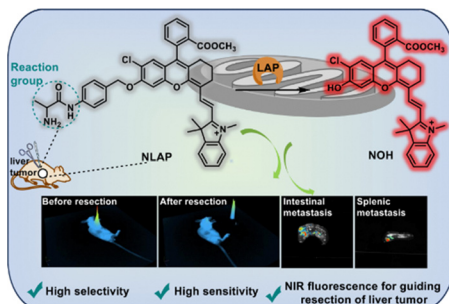 COOCH₃
COOCH₃
Reaction
group
Cl
LAP
Cl
O
O
HO
O
O
N
H
NH₂
N
N
liver
tumor
NLAP
NOH
Before resection
After resection
Intestinal
metastasis
Splenic
metastasis
✓ High selectivity
✓ High sensitivity
✓ NIR fluorescence for guiding
resection of liver tumor